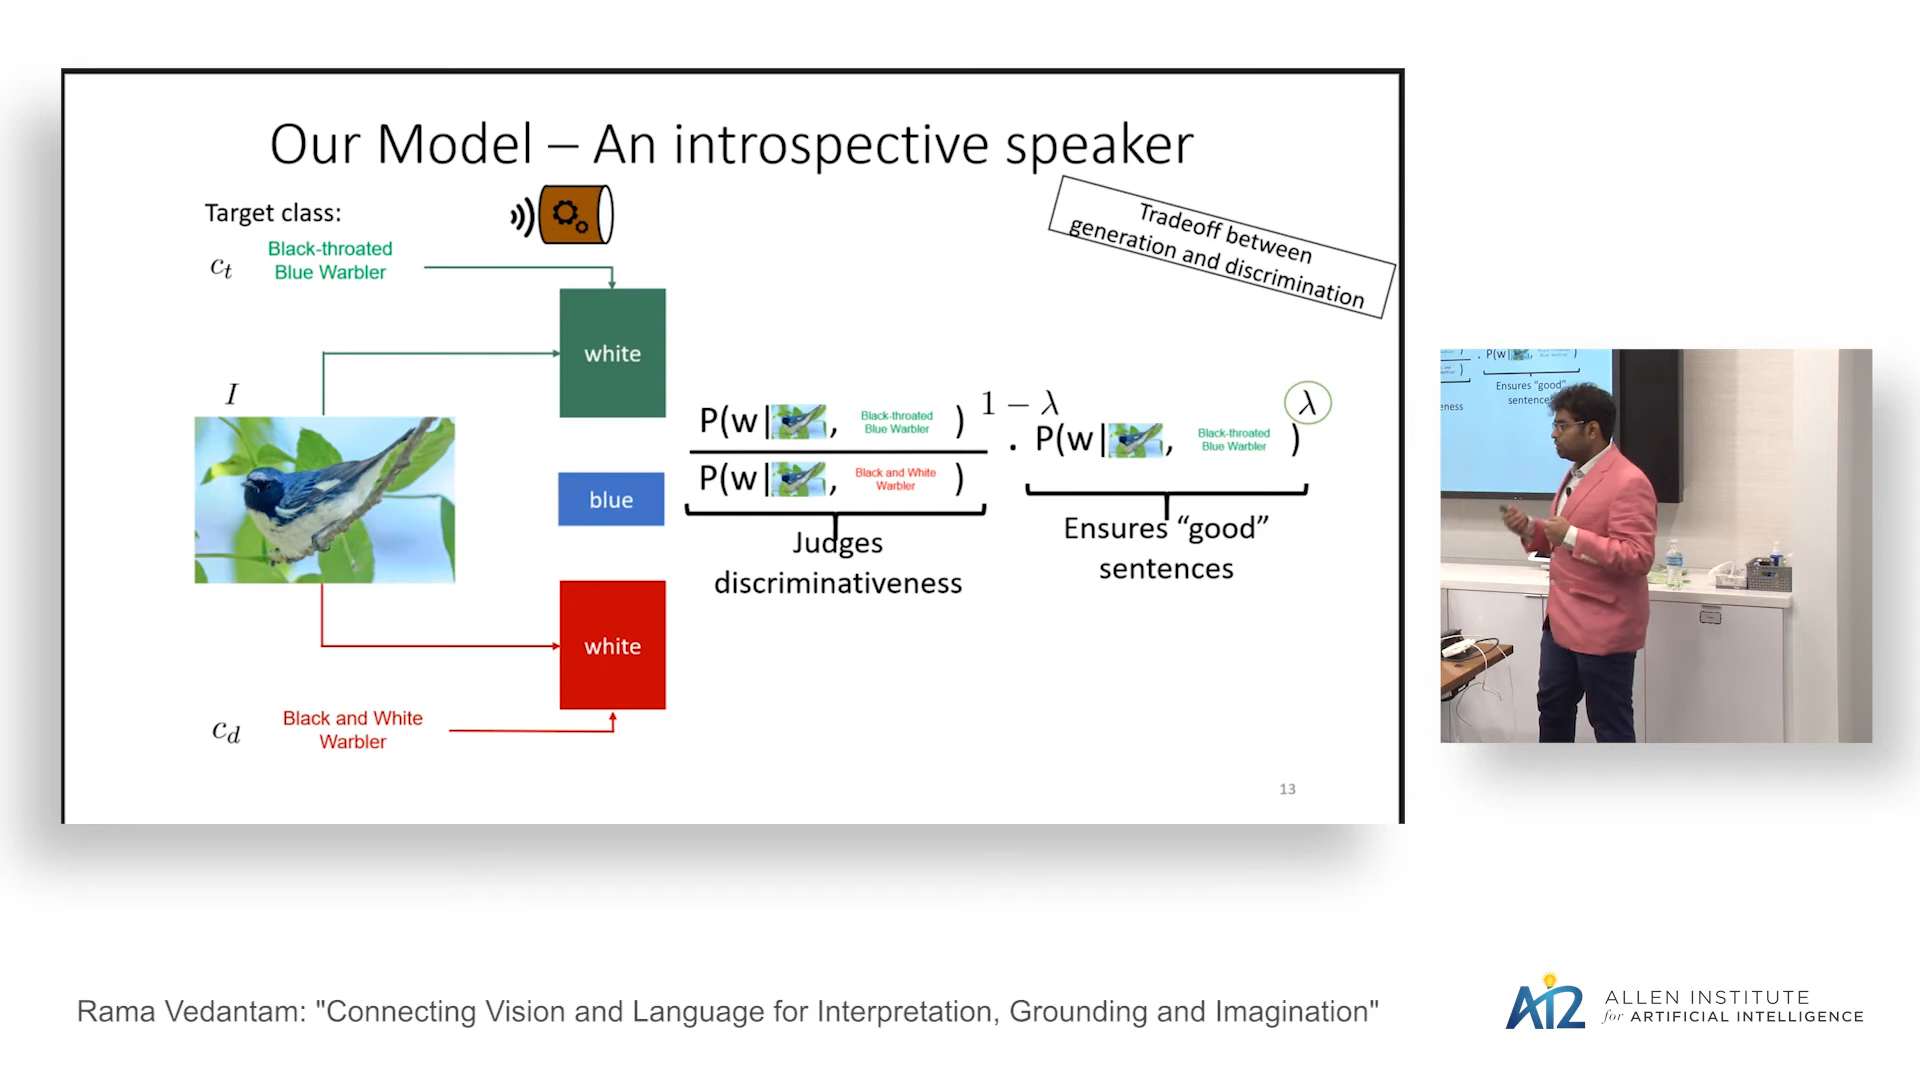 Our Model – An introspective speaker
Target class:
Tradeoff between
generation and discrimination
c_t
Black-throated
Blue Warbler
white
I
blue
P(w| , Black-throated Blue Warbler ) 1 − λ
P(w| , Black and White Warbler )
. P(w| , Black-throated Blue Warbler ) λ
Judges
discriminativeness
Ensures “good”
sentences
white
c_d
Black and White
Warbler
13
. P(w|
)
Ensures “good”
sentences
Rama Vedantam: "Connecting Vision and Language for Interpretation, Grounding and Imagination"
AI2
ALLEN INSTITUTE
for ARTIFICIAL INTELLIGENCE